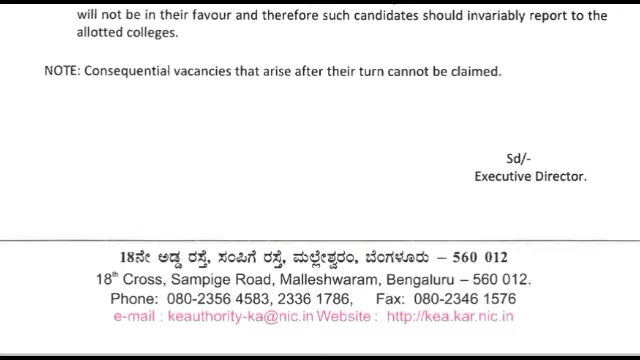 will not be in their favour and therefore such candidates should invariably report to the
allotted colleges.
NOTE: Consequential vacancies that arise after their turn cannot be claimed.
Sd/-
Executive Director.
18ನೇ ಅಡ್ಡ ರಸ್ತೆ, ಸಂಪಿಗೆ ರಸ್ತೆ, ಮಲ್ಲೇಶ್ವರಂ, ಬೆಂಗಳೂರು – 560 012
18th Cross, Sampige Road, Malleshwaram, Bengaluru – 560 012.
Phone: 080-2356 4583, 2336 1786, Fax: 080-2346 1576
e-mail : keauthority-ka@nic.in Website : http://kea.kar.nic.in